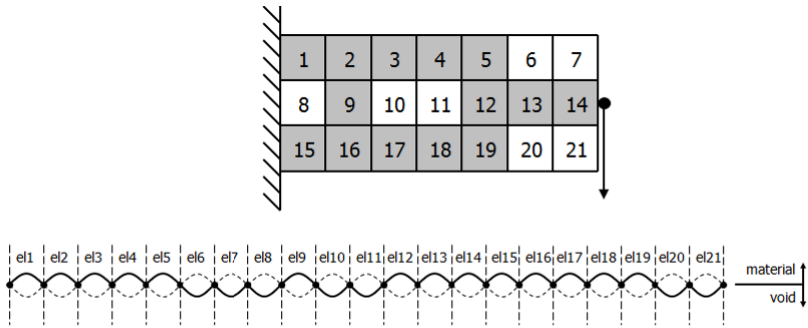 1 2 3 4 5 6 7
8 9 10 11 12 13 14
15 16 17 18 19 20 21
el1 el2 el3 el4 el5 el6 el7 el8 el9 el10 el11 el12 el13 el14 el15 el16 el17 el18 el19 el20 el21
material
void